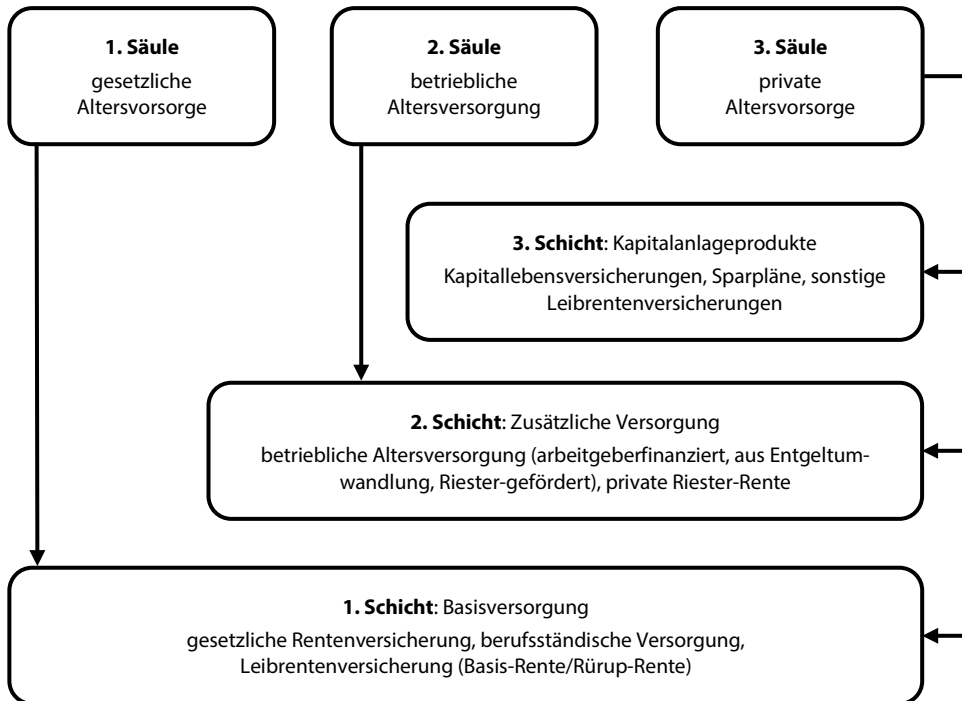 1. Säule
gesetzliche
Altersvorsorge
2. Säule
betriebliche
Altersversorgung
3. Säule
private
Altersvorsorge
3. Schicht: Kapitalanlageprodukte
Kapitallebensversicherungen, Sparpläne, sonstige
Leibrentenversicherungen
2. Schicht: Zusätzliche Versorgung
betriebliche Altersversorgung (arbeitgeberfinanziert, aus Entgeltum-
wandlung, Riester-gefördert), private Riester-Rente
1. Schicht: Basisversorgung
gesetzliche Rentenversicherung, berufsständische Versorgung,
Leibrentenversicherung (Basis-Rente/Rürup-Rente)